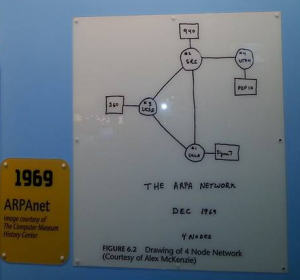 940
#2
SRI
#4
UTAH
PDP10
360
#3
UCSB
#1
UCLA
Sigma7
THE ARPA NETWORK
DEC 1969
4 NODES
FIGURE 6.2 Drawing of 4 Node Network
(Courtesy of Alex McKenzie)
1969
ARPAnet
image courtesy of
The Computer Museum
History Center